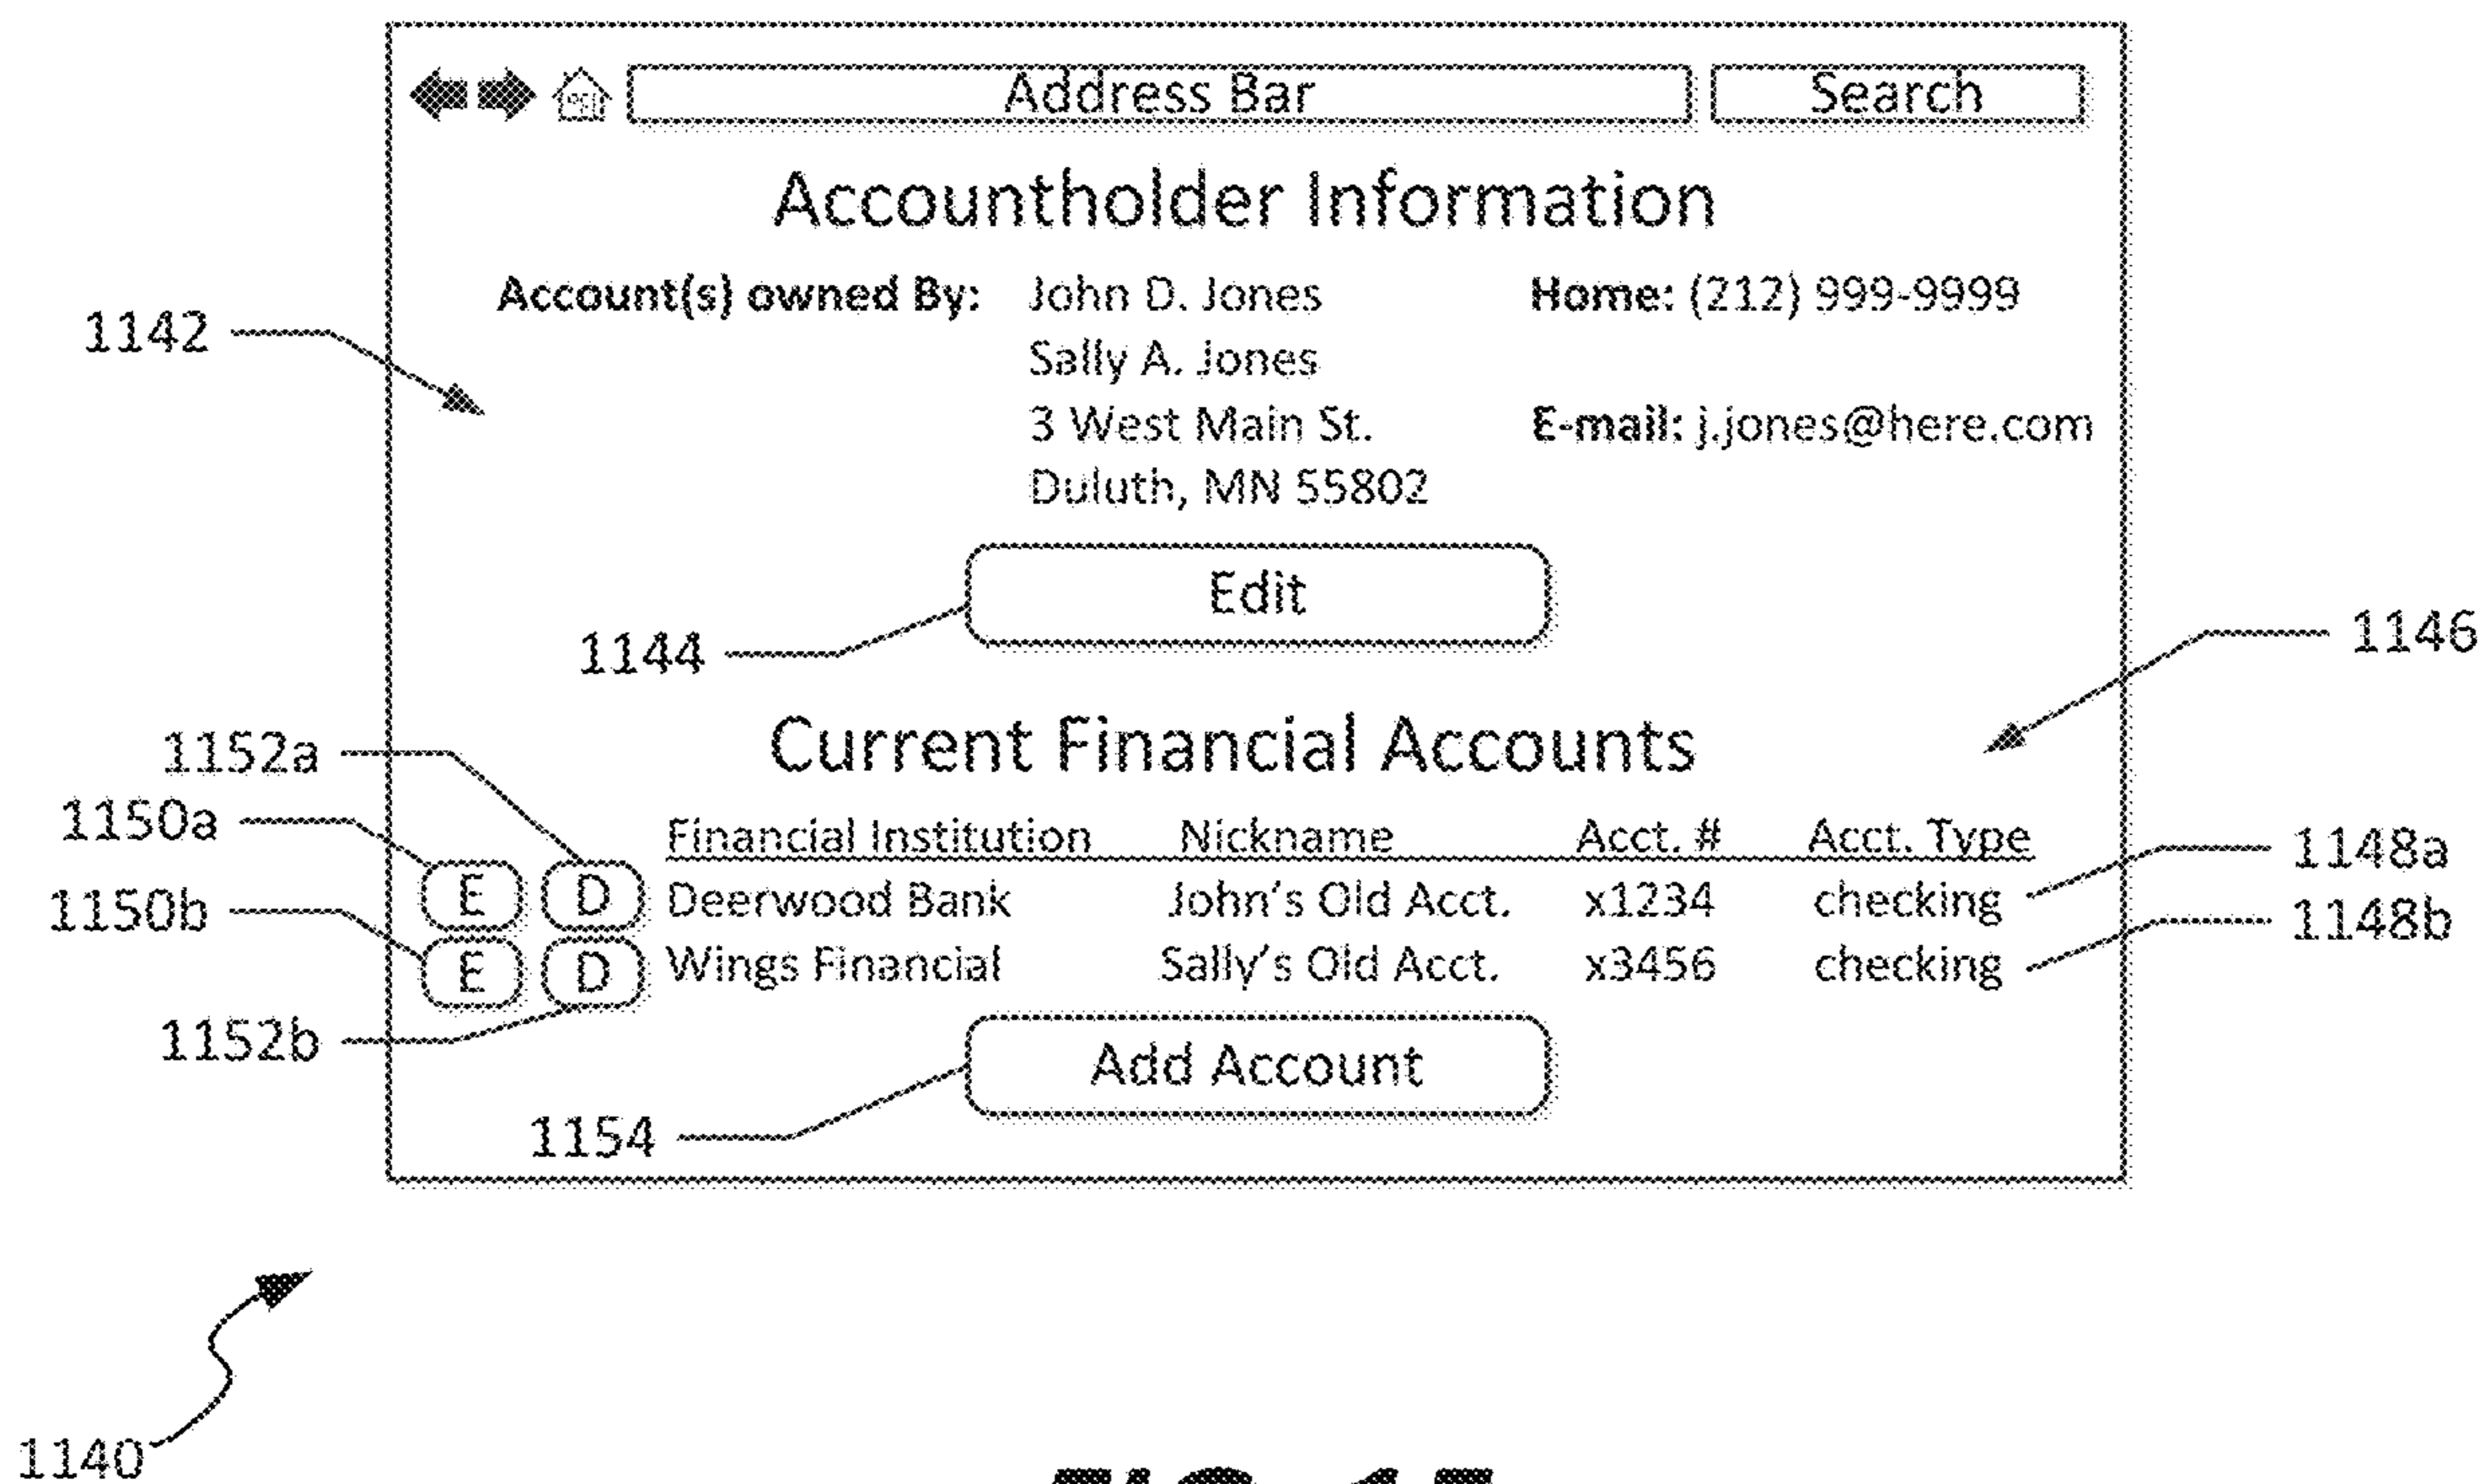 Address Bar Search
Accountholder Information
Account(s) owned By: John D. Jones Home: (212) 999-9999
1142
Sally A. Jones
3 West Main St. E-mail: j.jones@here.com
Duluth, MN 55802
Edit
1144
1146
Current Financial Accounts
1152a
1150a
Financial Institution Nickname Acct. # Acct. Type
1148a
E D Deerwood Bank John's Old Acct. x1234 checking
1150b
1148b
E D Wings Financial Sally's Old Acct. x3456 checking
1152b
Add Account
1154
1140